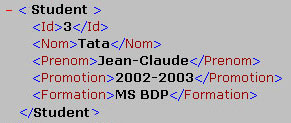 - < Student >
<Id>3</Id>
<Nom>Tata</Nom>
<Prenom>Jean-Claude</Prenom>
<Promotion>2002-2003</Promotion>
<Formation>MS BDP</Formation>
</Student>